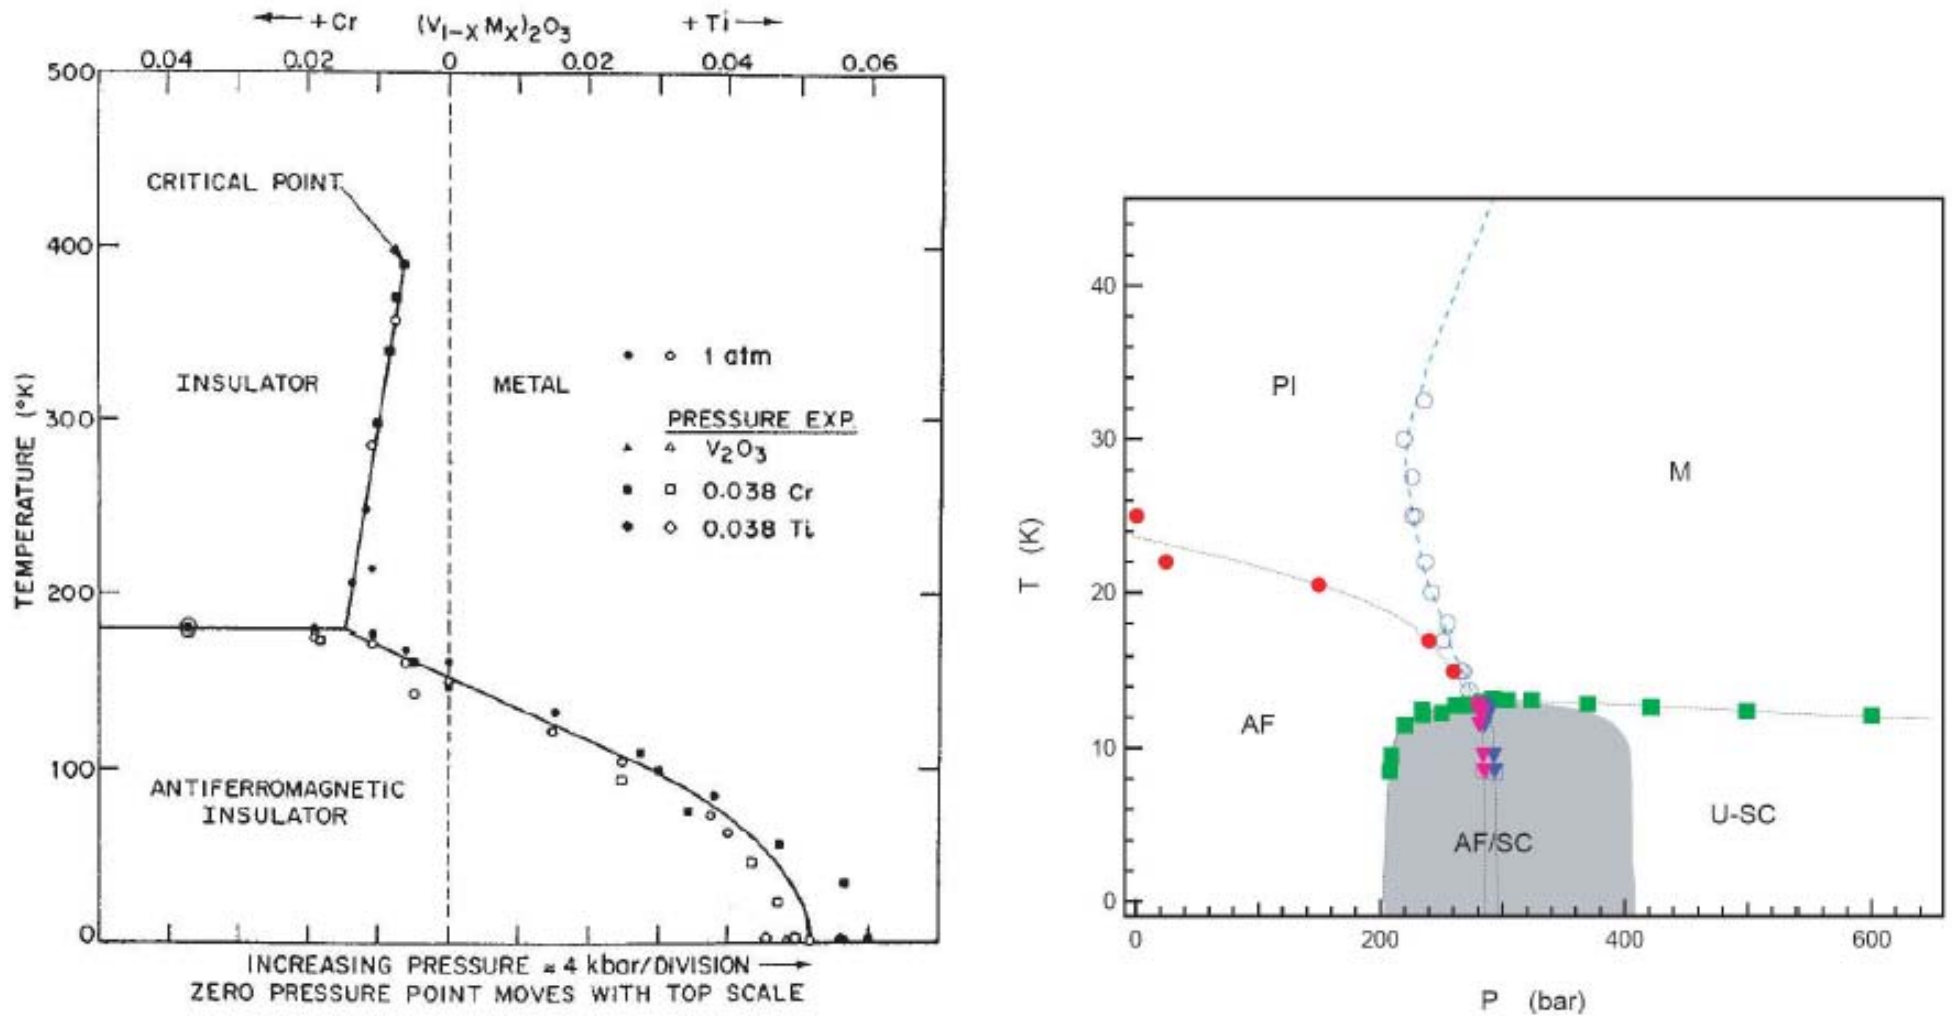 +Cr (V1-XMX)2O3 +Ti
0.04 0.02 0 0.02 0.04 0.06
500
CRITICAL POINT
400
1 atm
INSULATOR METAL
PRESSURE EXP.
300
V2O3
0.038 Cr
0.038 Ti
TEMPERATURE (°K)
200
100
ANTIFERROMAGNETIC
INSULATOR
0
INCREASING PRESSURE ≈ 4 kbar/DIVISION
ZERO PRESSURE POINT MOVES WITH TOP SCALE
40
PI
30
M
T (K)
20
AF
10
U-SC
AF/SC
0
0 200 400 600
P (bar)